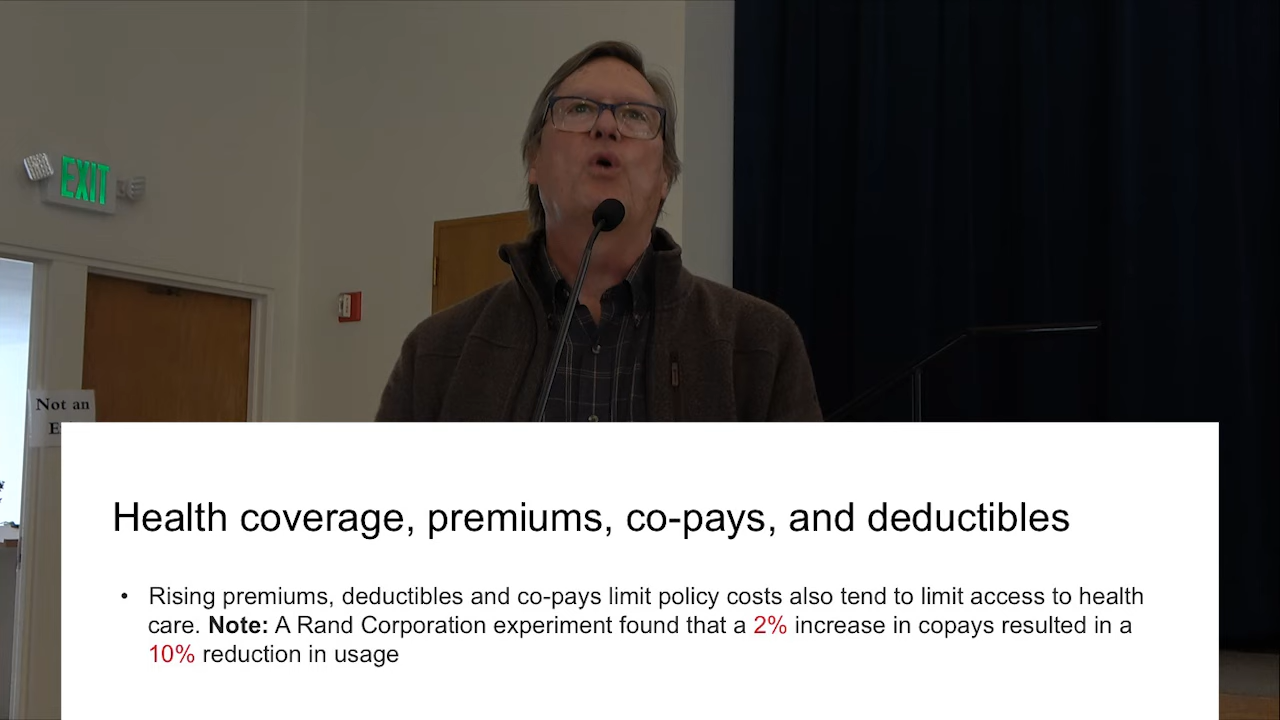 EXIT
Not an
E
Health coverage, premiums, co-pays, and deductibles
• Rising premiums, deductibles and co-pays limit policy costs also tend to limit access to health
care. Note: A Rand Corporation experiment found that a 2% increase in copays resulted in a
10% reduction in usage